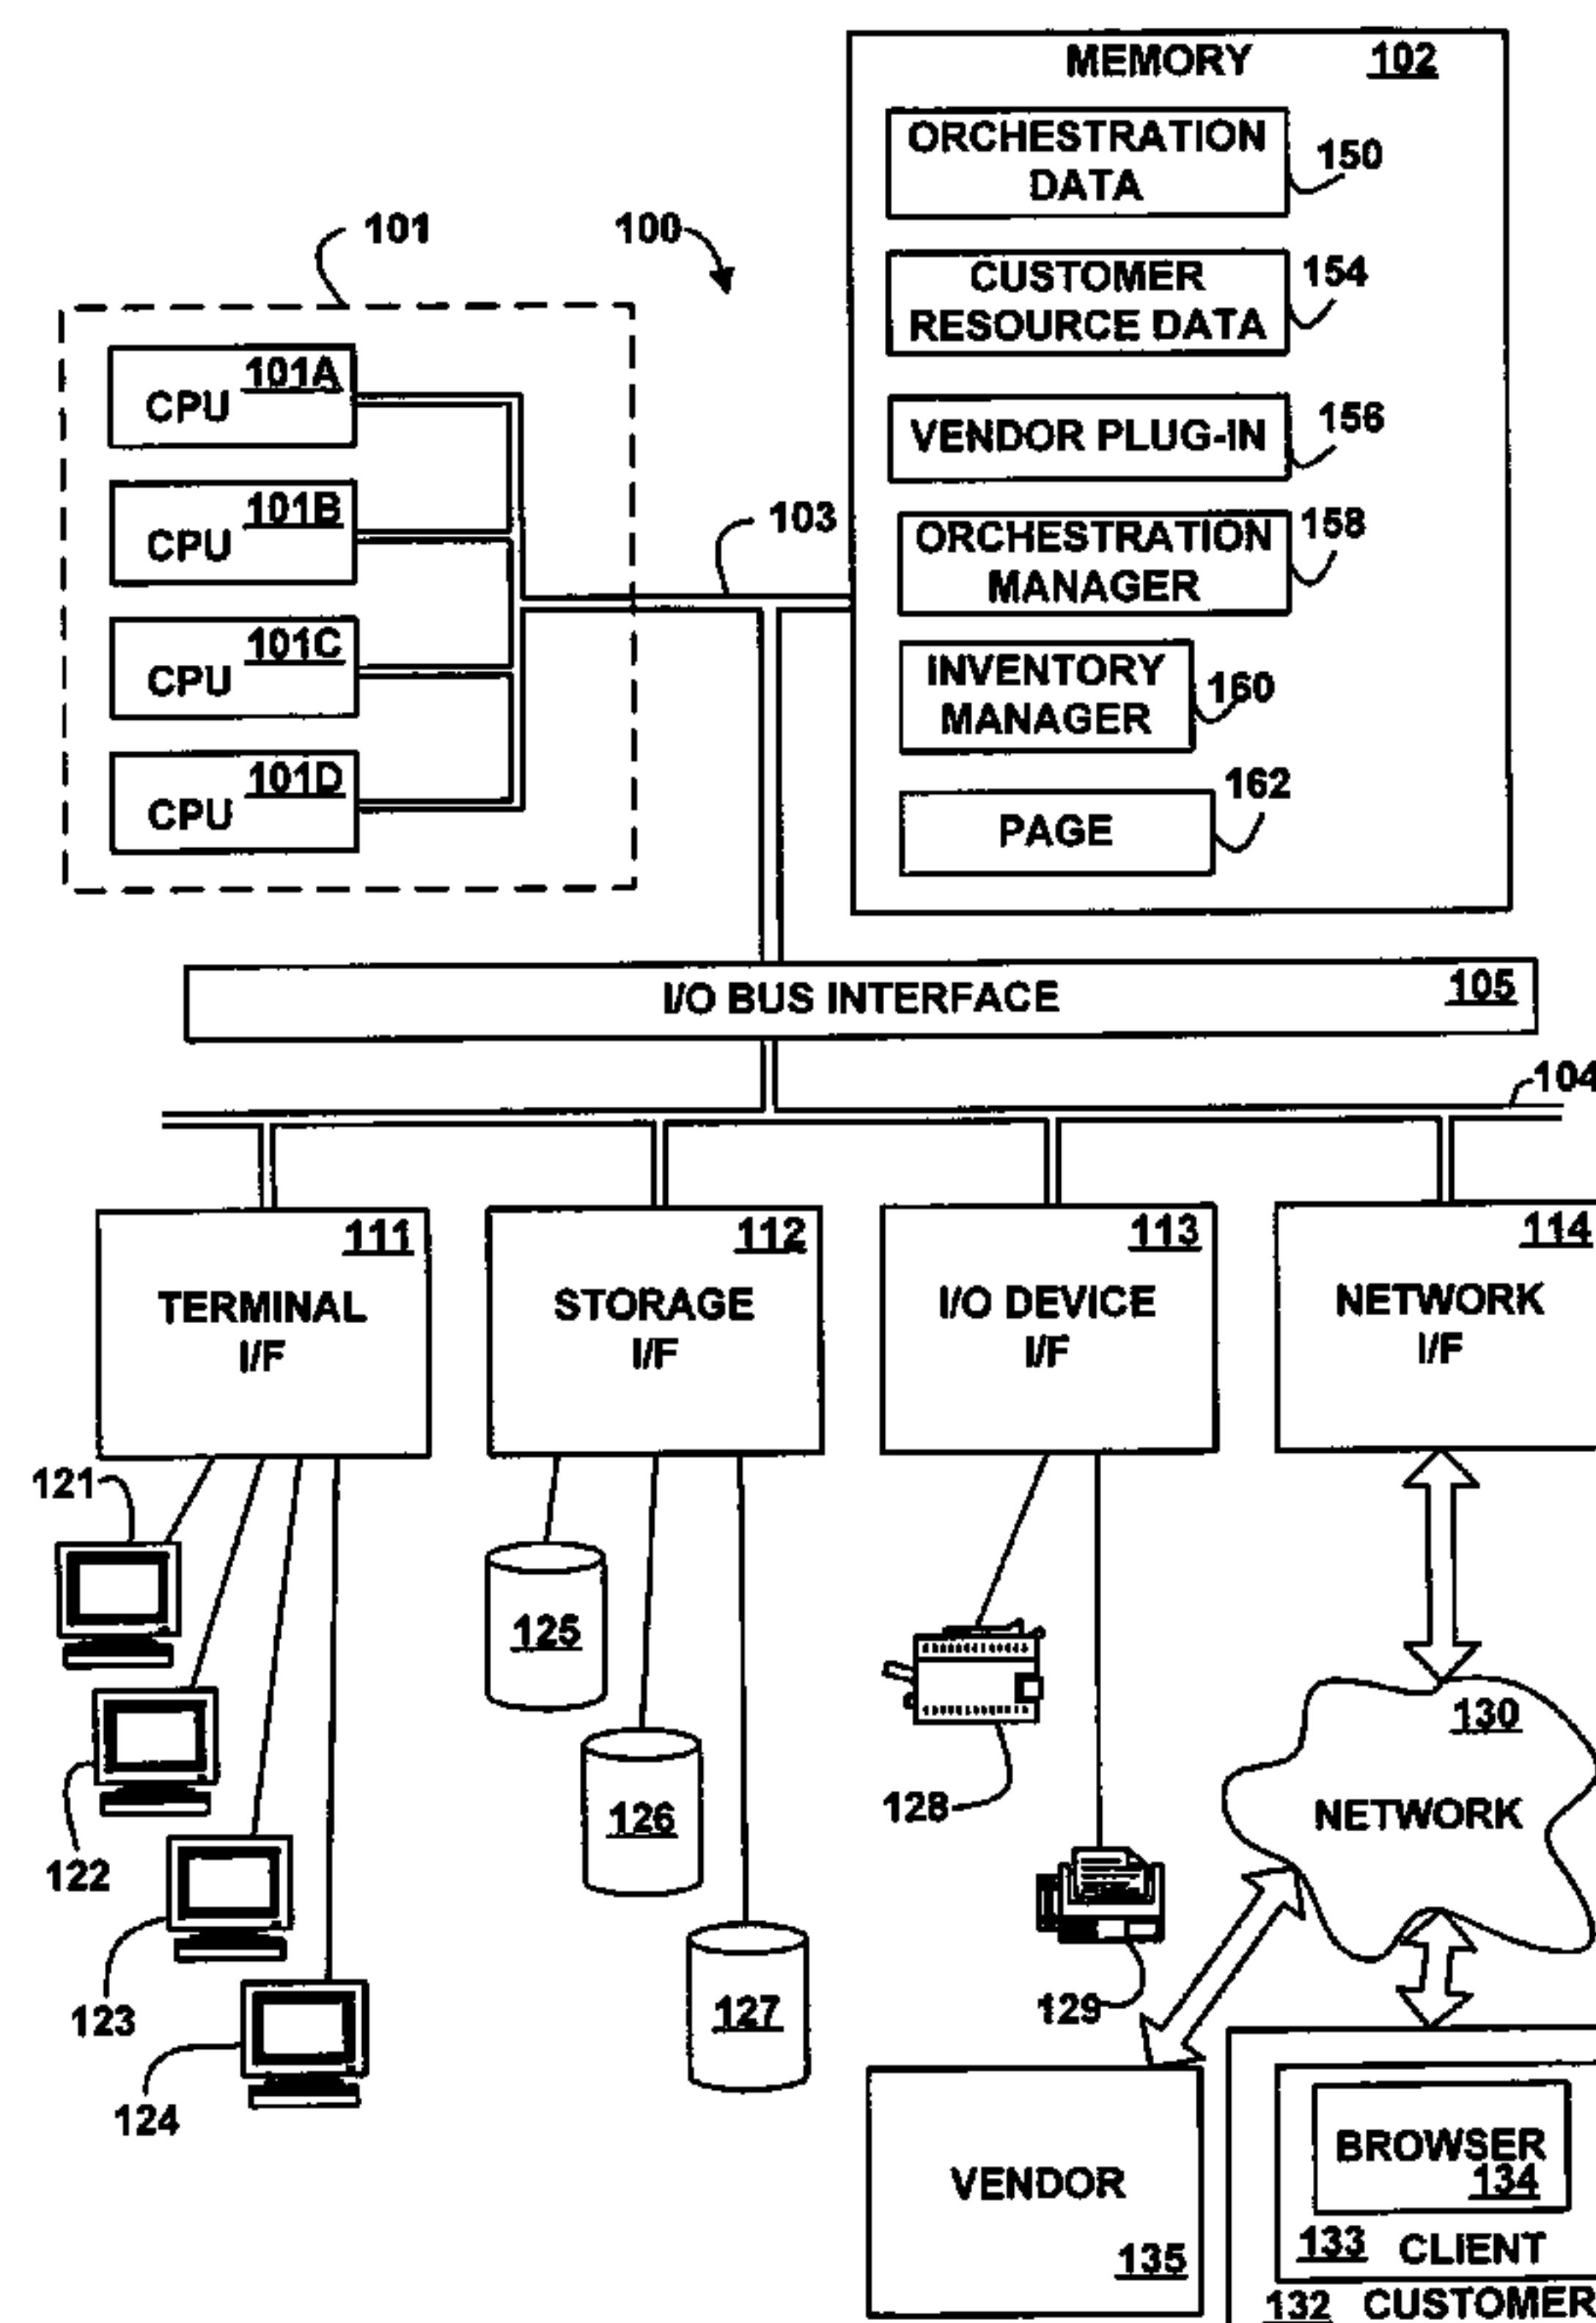 MEMORY 102
ORCHESTRATION
DATA
150
101
100
CUSTOMER
RESOURCE DATA
154
101A
CPU
VENDOR PLUG-IN
156
101B
CPU
103
ORCHESTRATION
MANAGER
158
101C
CPU
INVENTORY
MANAGER
160
101D
CPU
PAGE
162
I/O BUS INTERFACE 105
104
111
TERMINAL
I/F
112
STORAGE
I/F
113
I/O DEVICE
I/F
114
NETWORK
I/F
121
125
130
NETWORK
128
126
122
129
127
123
124
BROWSER
134
VENDOR
135
133 CLIENT
132 CUSTOMER